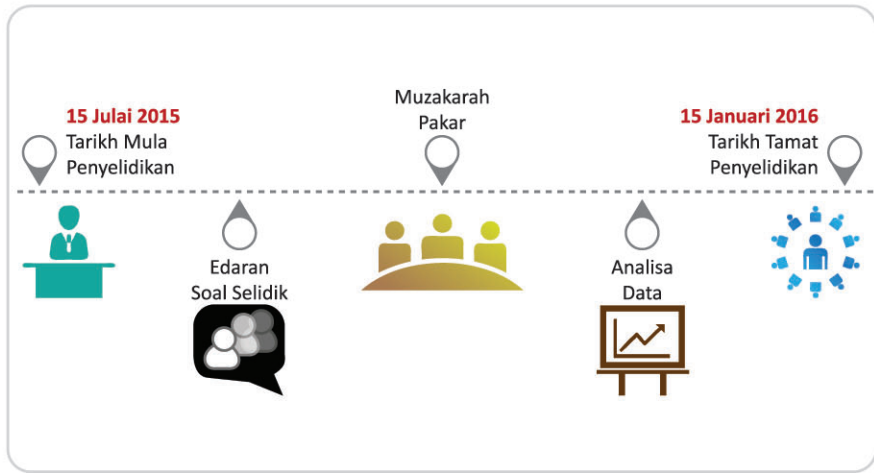 15 Julai 2015
Tarikh Mula
Penyelidikan
Edaran
Soal Selidik
Muzakarah
Pakar
Analisa
Data
15 Januari 2016
Tarikh Tamat
Penyelidikan